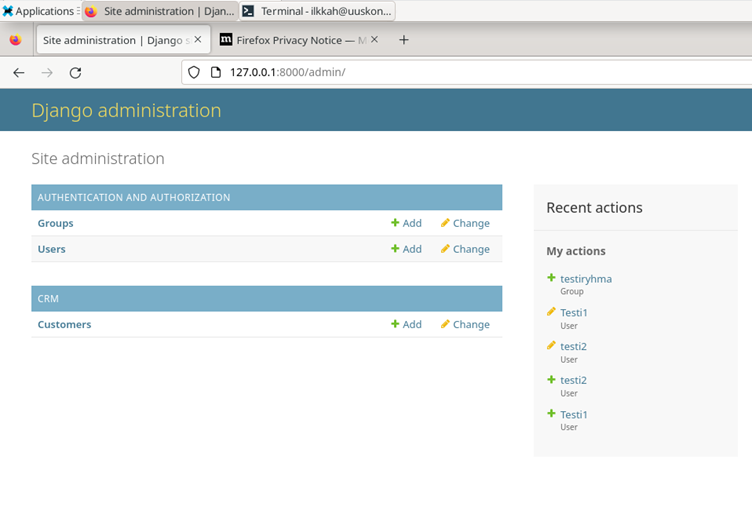 Applications
Site administration | Djan...
Terminal - ilkkah@uuskon...
Site administration | Django s
Firefox Privacy Notice — M
127.0.0.1:8000/admin/
Django administration
Site administration
AUTHENTICATION AND AUTHORIZATION
Groups Add Change
Users Add Change
CRM
Customers Add Change
Recent actions
My actions
testiryhma
Group
Testi1
User
testi2
User
testi2
User
Testi1
User